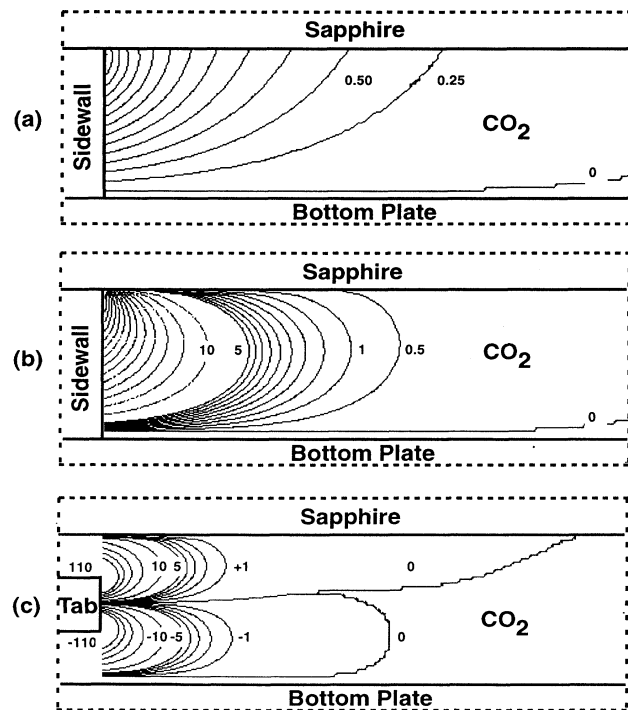 Sapphire
(a)
Sidewall
0.50
0.25
CO2
0
Bottom Plate
Sapphire
(b)
Sidewall
10
5
1
0.5
CO2
0
Bottom Plate
Sapphire
(c)
110
10
5
+1
0
Tab
CO2
-110
-10
-5
-1
0
Bottom Plate